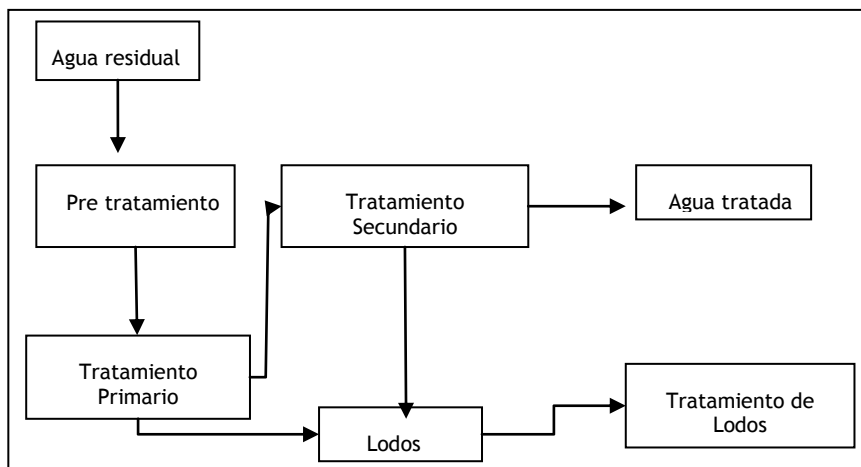 Agua residual
Pre tratamiento
Tratamiento
Secundario
Agua tratada
Tratamiento
Primario
Lodos
Tratamiento de
Lodos